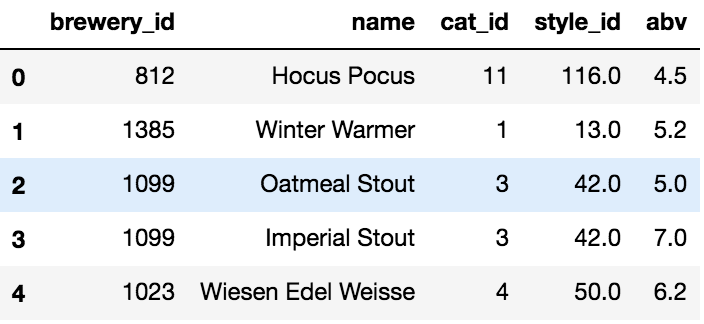 brewery_id name cat_id style_id abv
0 812 Hocus Pocus 11 116.0 4.5
1 1385 Winter Warmer 1 13.0 5.2
2 1099 Oatmeal Stout 3 42.0 5.0
3 1099 Imperial Stout 3 42.0 7.0
4 1023 Wiesen Edel Weisse 4 50.0 6.2